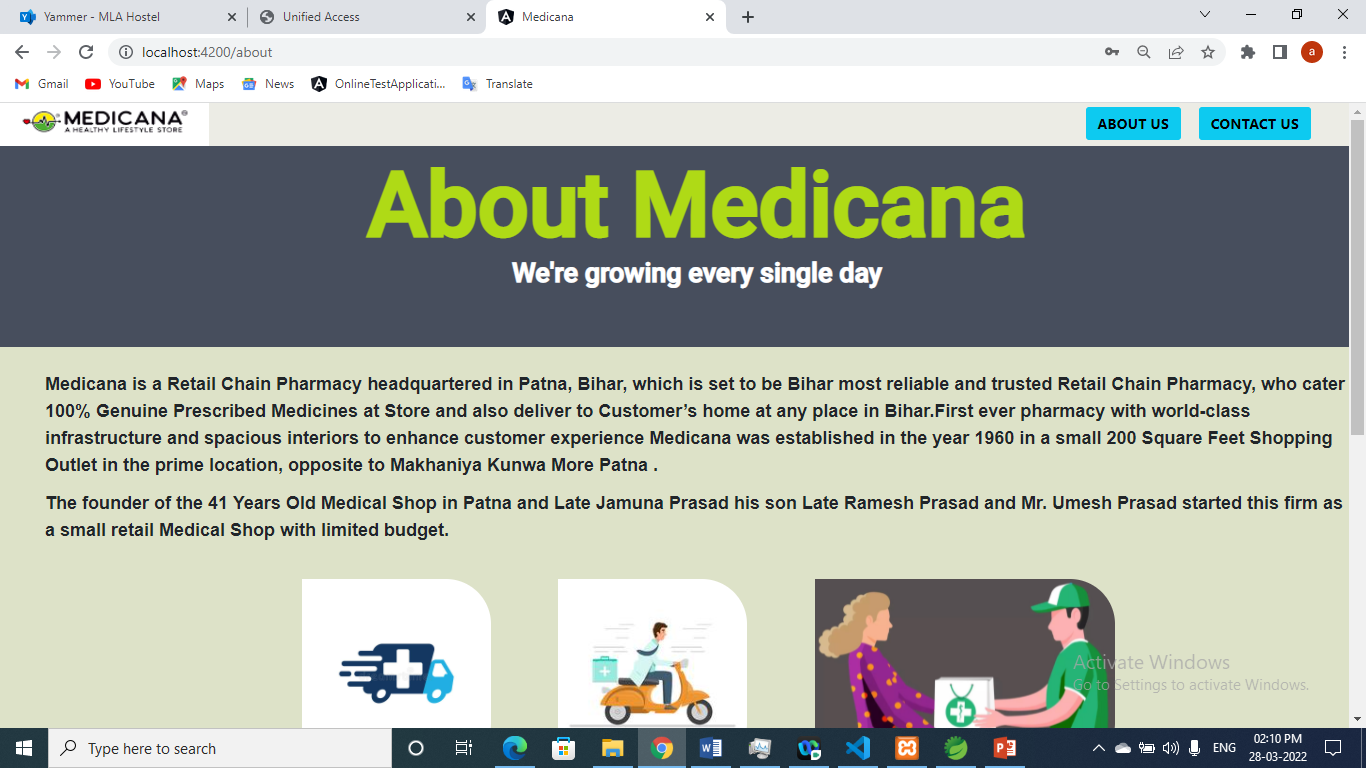 Yammer - MLA Hostel
Unified Access
Medicana
localhost:4200/about
a
Gmail
YouTube
Maps
News
OnlineTestApplicati...
Translate
MEDICANA
A HEALTHY LIFESTYLE STORE
ABOUT US
CONTACT US
About Medicana
We're growing every single day
Medicana is a Retail Chain Pharmacy headquartered in Patna, Bihar, which is set to be Bihar most reliable and trusted Retail Chain Pharmacy, who cater
100% Genuine Prescribed Medicines at Store and also deliver to Customer’s home at any place in Bihar.First ever pharmacy with world-class
infrastructure and spacious interiors to enhance customer experience Medicana was established in the year 1960 in a small 200 Square Feet Shopping
Outlet in the prime location, opposite to Makhaniya Kunwa More Patna .
The founder of the 41 Years Old Medical Shop in Patna and Late Jamuna Prasad his son Late Ramesh Prasad and Mr. Umesh Prasad started this firm as
a small retail Medical Shop with limited budget.
Activate Windows
Go to Settings to activate Windows.
Type here to search
ENG
02:10 PM
28-03-2022